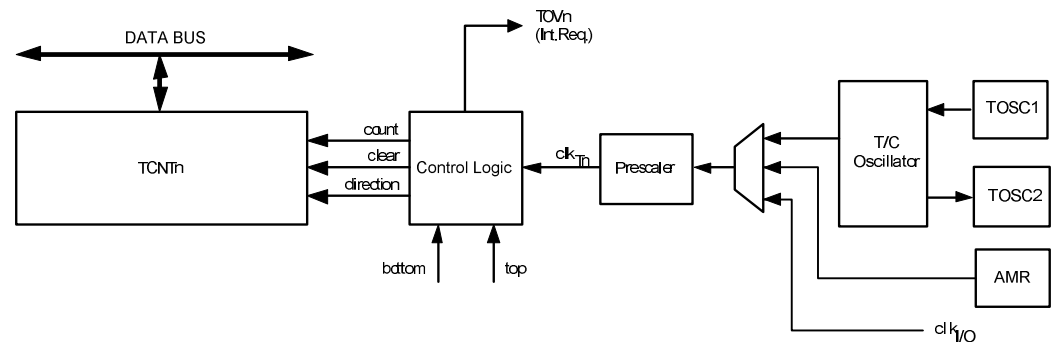 TOVn
(Int.Req.)
DATA BUS
TOSC1
count
T/C
Oscillator
TCNTn
clear
Control Logic
clkTn
Prescaler
direction
TOSC2
bottom
top
AMR
clkI/O